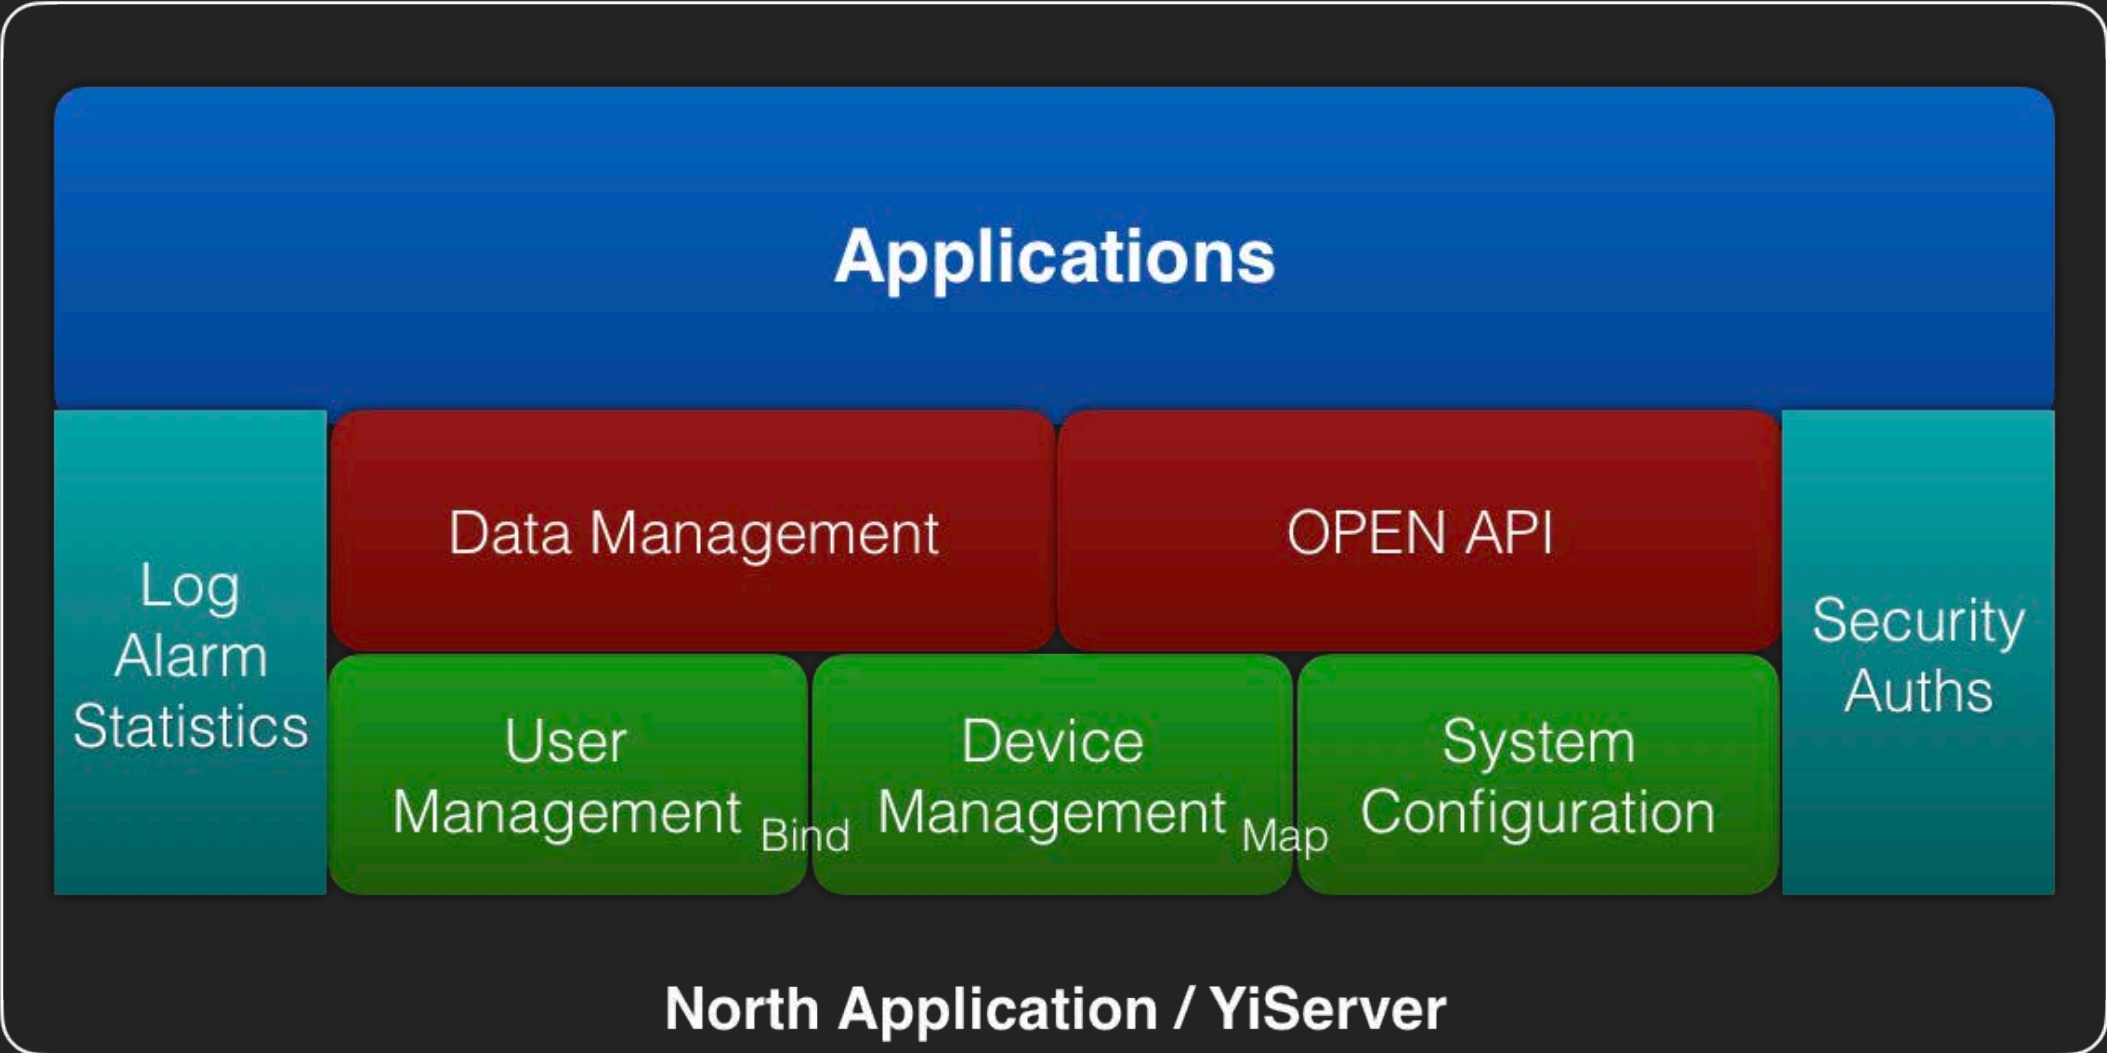 Applications
Data Management
OPEN API
Log
Alarm
Statistics
Security
Auths
User
Management
Bind
Device
Management
Map
System
Configuration
North Application / YiServer